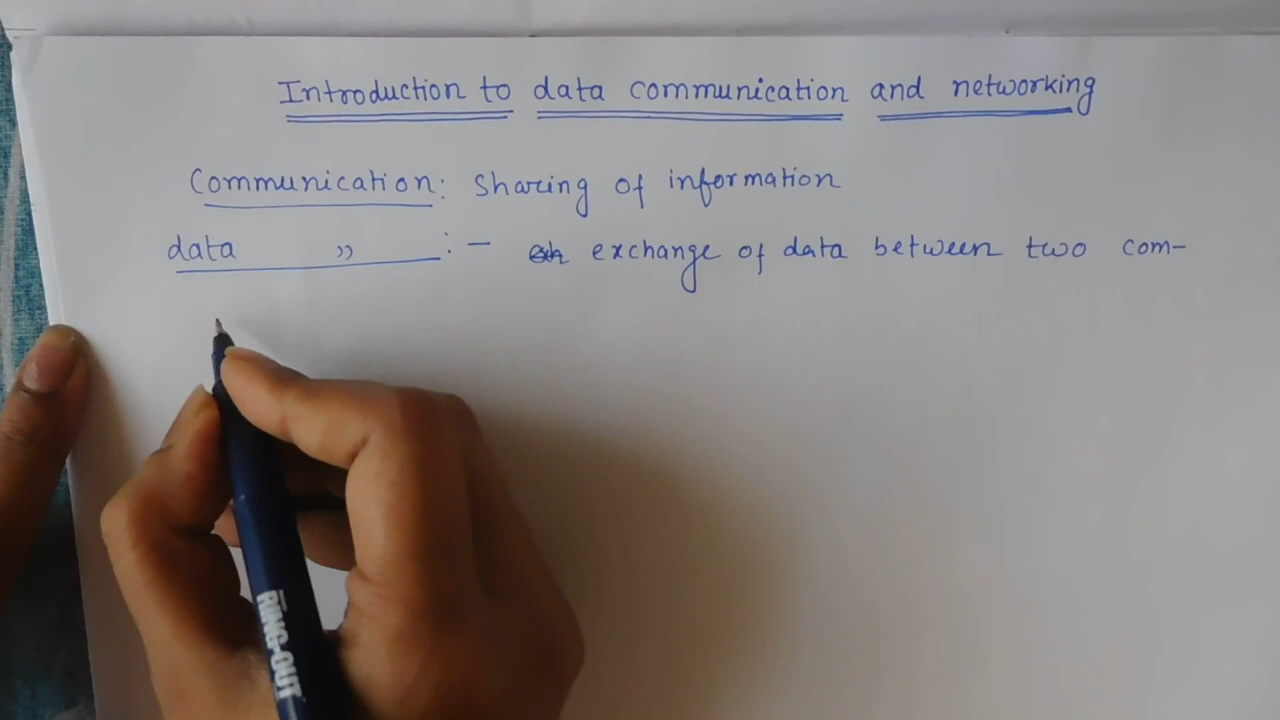 Introduction to data communication and networking
Communication: Sharing of information
data " : - exchange of data between two com-
RING-OUT